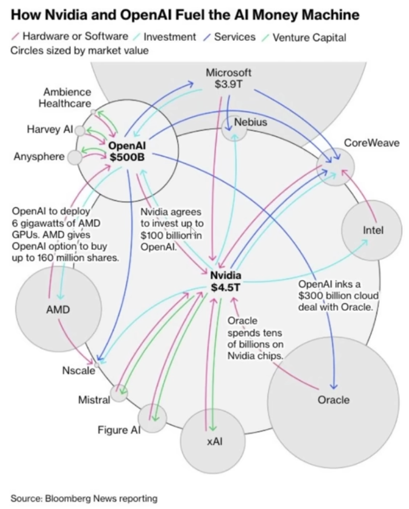 How Nvidia and OpenAI Fuel the AI Money Machine
Hardware or Software Investment Services Venture Capital
Circles sized by market value
Microsoft
$3.9T
Ambience
Healthcare
Nebius
Harvey AI
OpenAI
$500B
CoreWeave
Anysphere
OpenAI to deploy
6 gigawatts of AMD
GPUs. AMD gives
OpenAI option to buy
up to 160 million shares.
Nvidia agrees
to invest up to
$100 billion in
OpenAI.
Intel
Nvidia
$4.5T
OpenAI inks a
$300 billion cloud
deal with Oracle.
AMD
Oracle
spends tens
of billions on
Nvidia chips.
Nscale
Mistral
Oracle
Figure AI
xAI
Source: Bloomberg News reporting